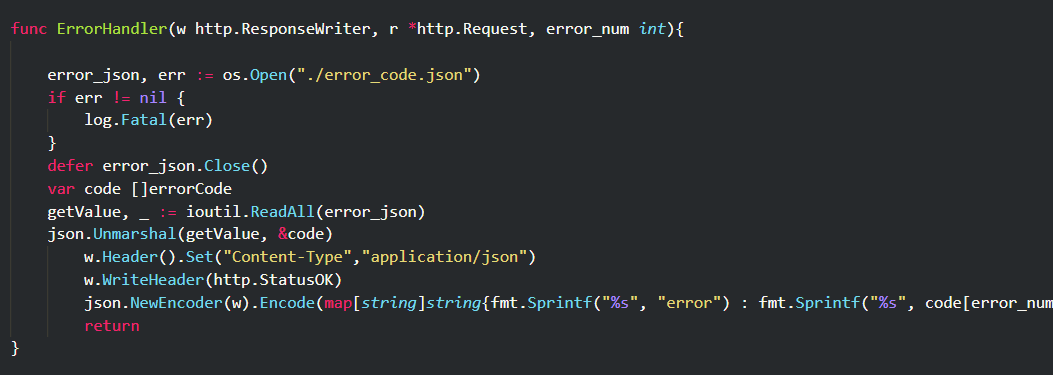 func ErrorHandler(w http.ResponseWriter, r *http.Request, error_num int){
error_json, err := os.Open("./error_code.json")
if err != nil {
log.Fatal(err)
}
defer error_json.Close()
var code []errorCode
getValue, _ := ioutil.ReadAll(error_json)
json.Unmarshal(getValue, &code)
w.Header().Set("Content-Type","application/json")
w.WriteHeader(http.StatusOK)
json.NewEncoder(w).Encode(map[string]string{fmt.Sprintf("%s", "error") : fmt.Sprintf("%s", code[error_num
return
}